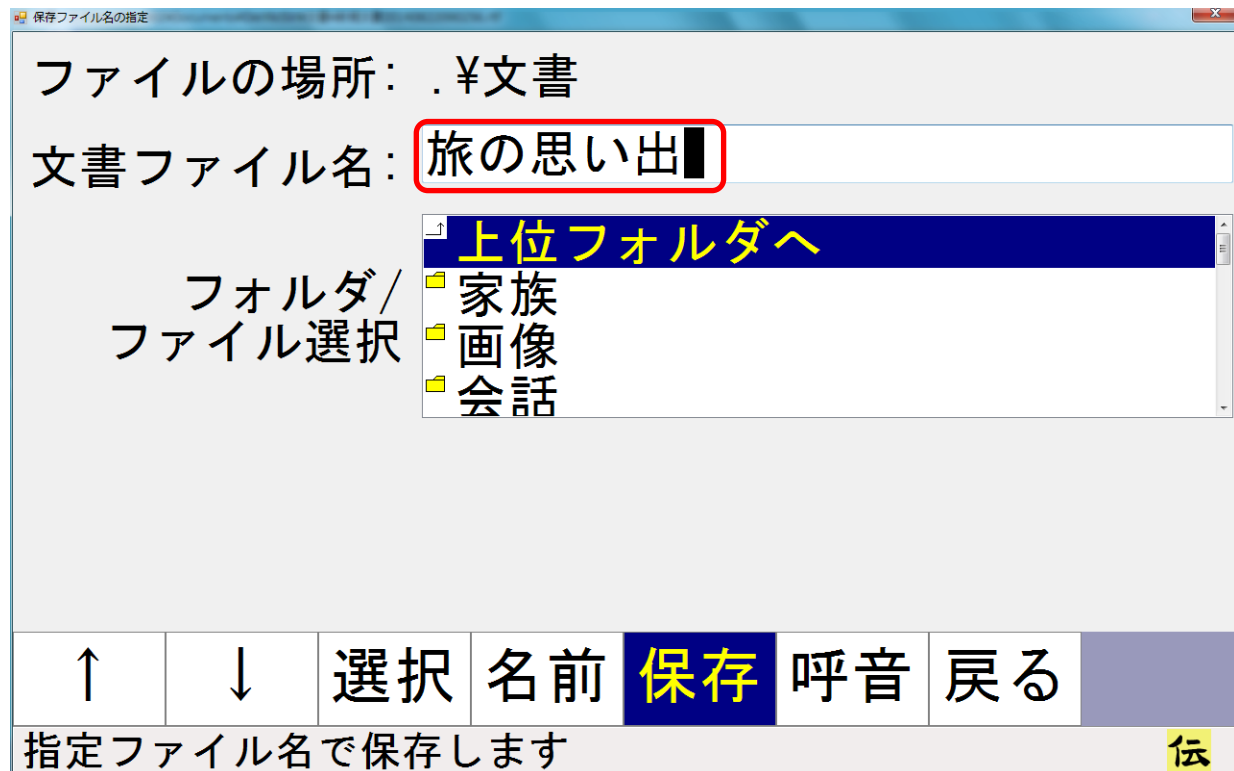 保存ファイル名の指定
ファイルの場所: .¥文書
文書ファイル名: 旅の思い出
上位フォルダへ
フォルダ/
ファイル選択
家族
画像
会話
↑ ↓ 選択 名前 保存 呼音 戻る
指定ファイル名で保存します
伝